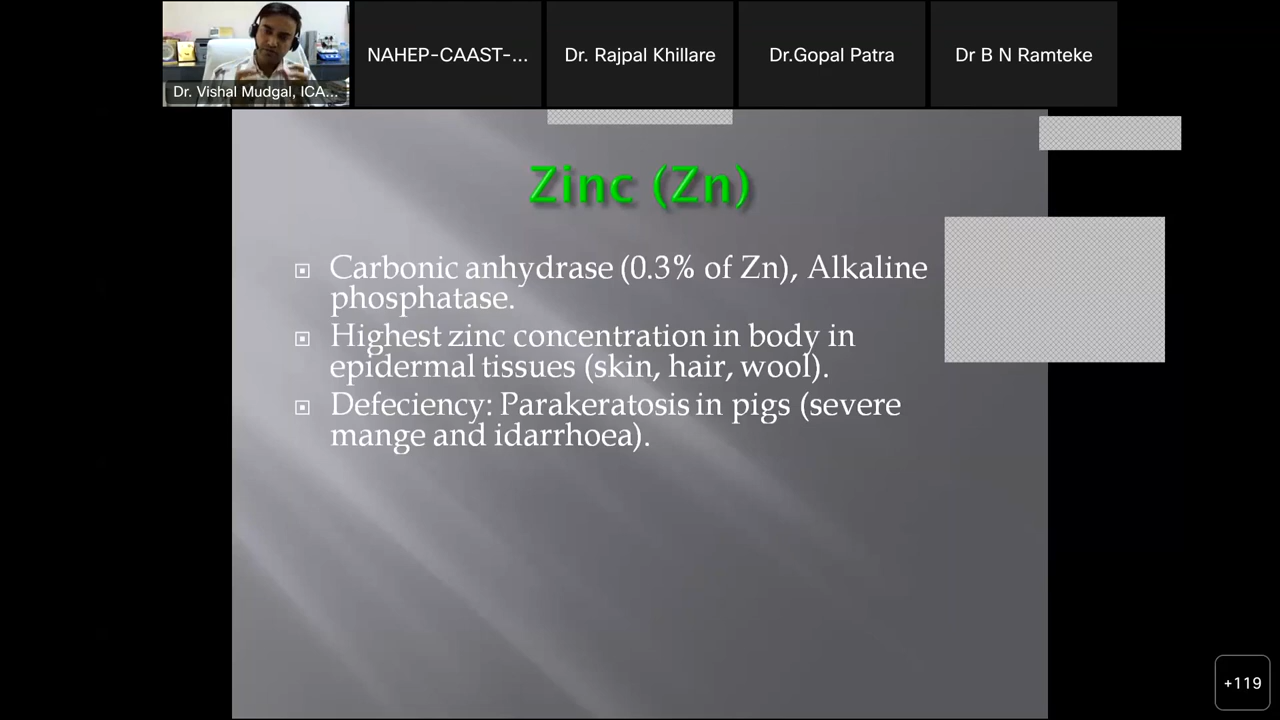 Dr. Vishal Mudgal, ICA...
NAHEP-CAAST-...
Dr. Rajpal Khillare
Dr.Gopal Patra
Dr B N Ramteke
Zinc (Zn)
Carbonic anhydrase (0.3% of Zn), Alkaline
phosphatase.
Highest zinc concentration in body in
epidermal tissues (skin, hair, wool).
Defeciency: Parakeratosis in pigs (severe
mange and idarrhoea).
+119